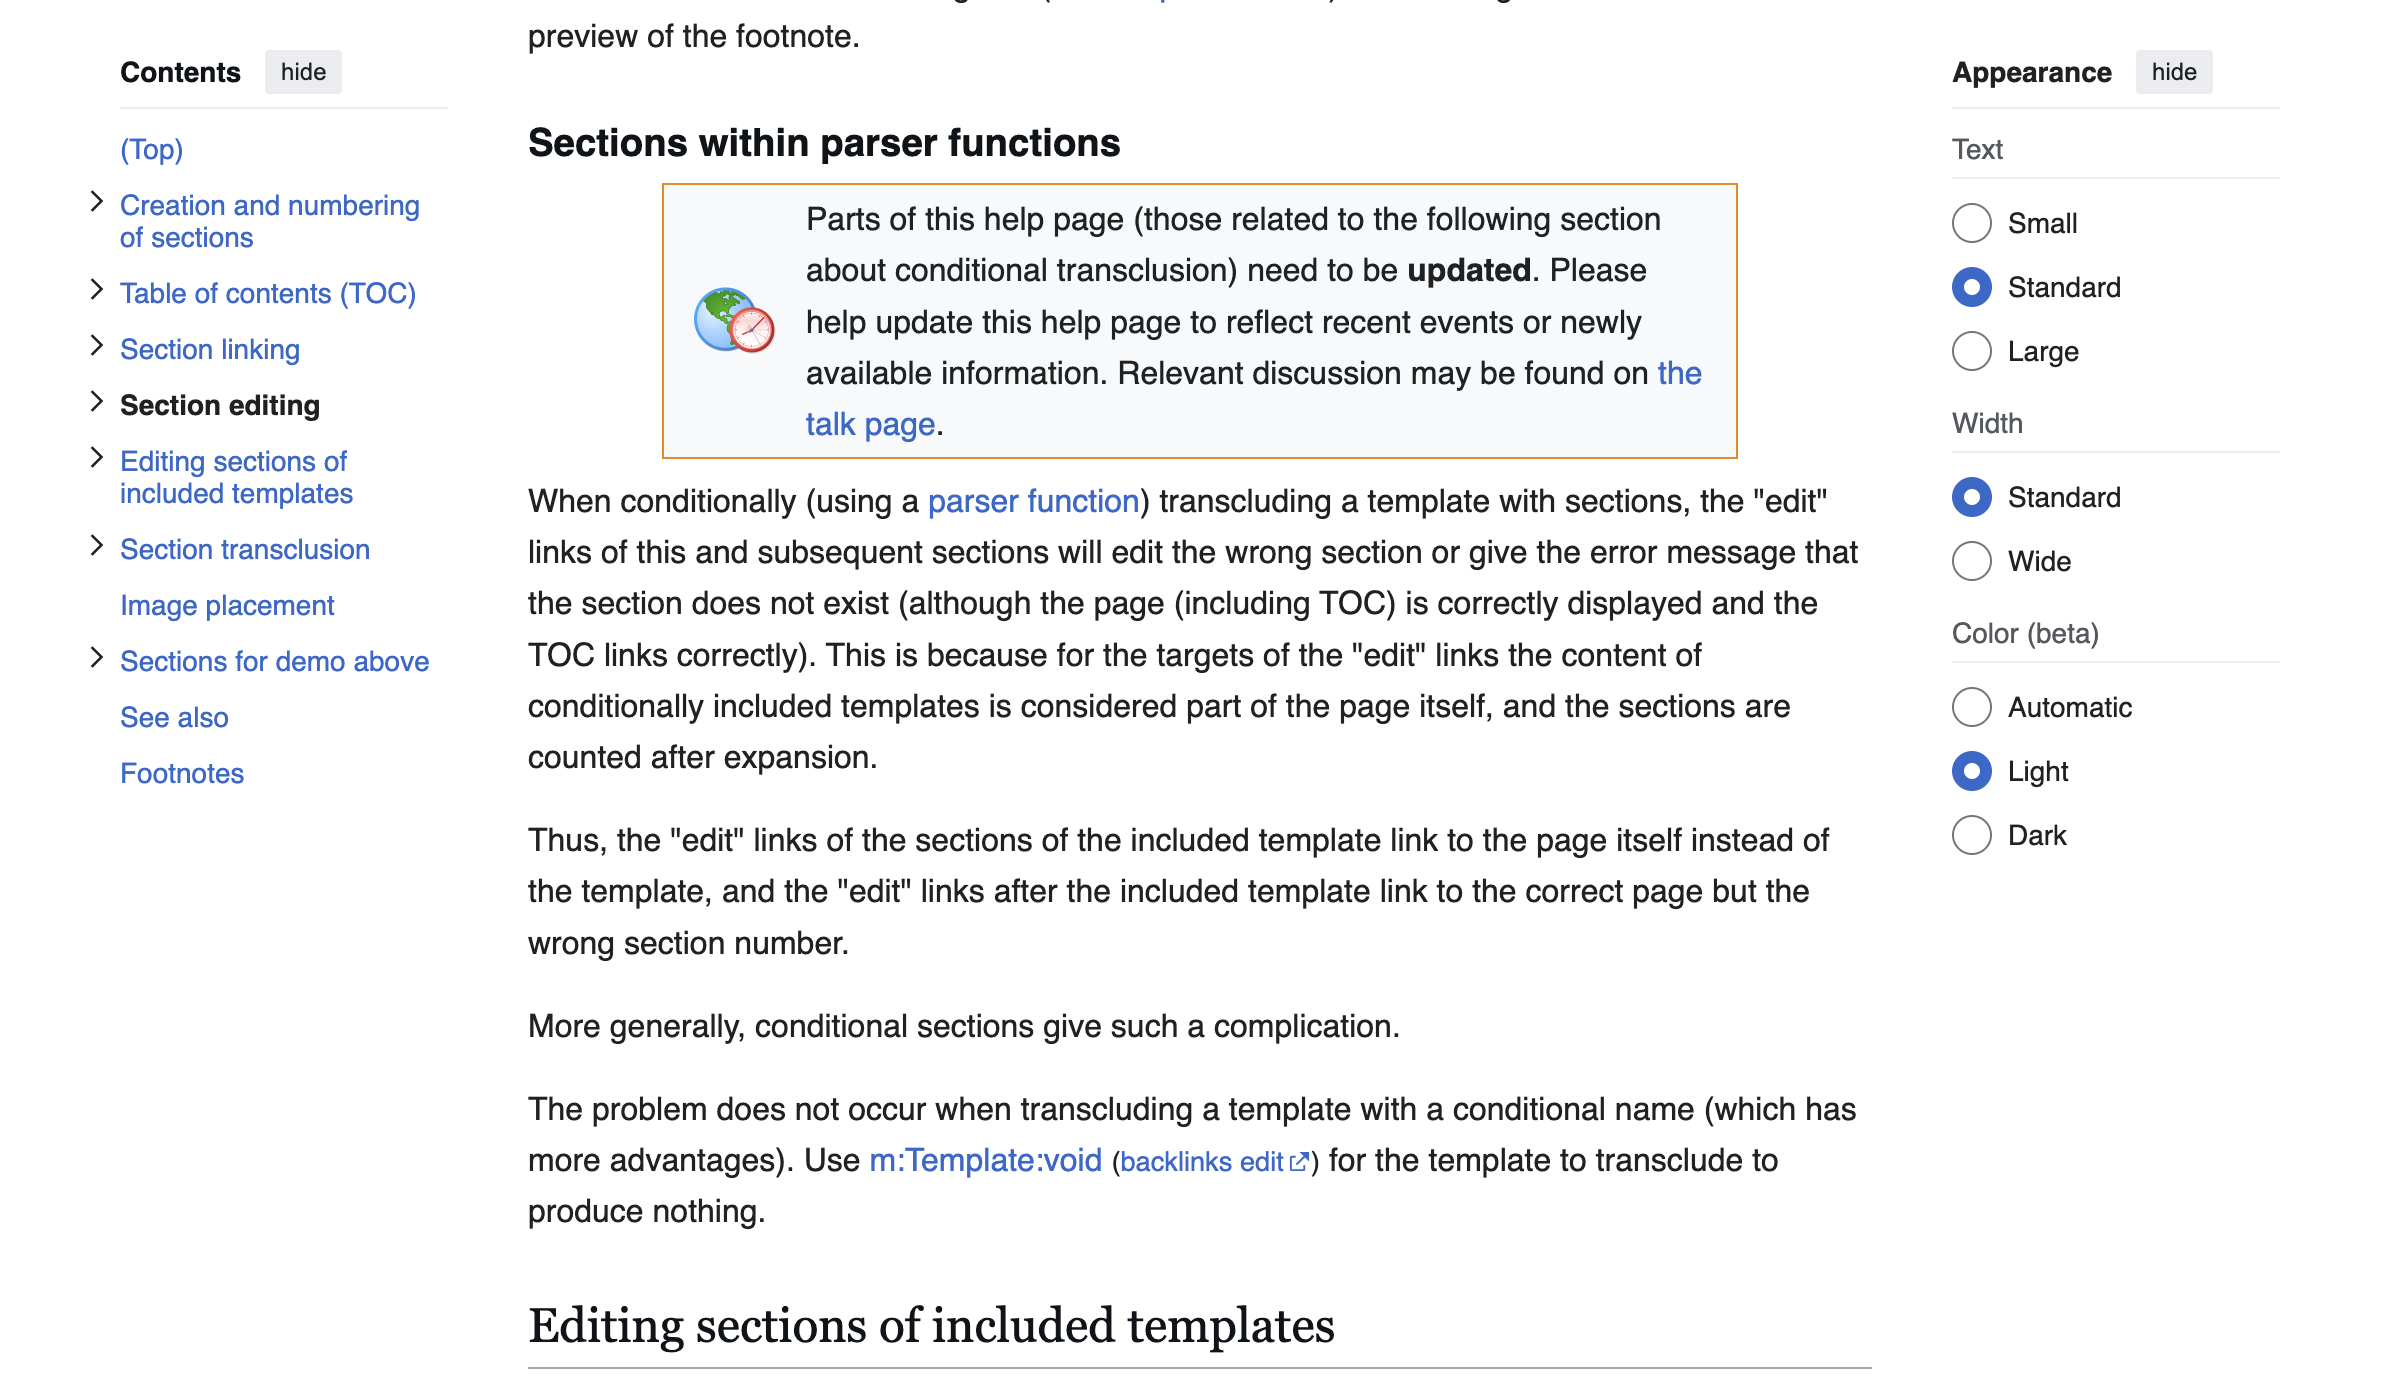 Contents hide
(Top)
Creation and numbering
of sections
Table of contents (TOC)
Section linking
Section editing
Editing sections of
included templates
Section transclusion
Image placement
Sections for demo above
See also
Footnotes
preview of the footnote.
Sections within parser functions
Parts of this help page (those related to the following section
about conditional transclusion) need to be updated. Please
help update this help page to reflect recent events or newly
available information. Relevant discussion may be found on the
talk page.
When conditionally (using a parser function) transcluding a template with sections, the "edit"
links of this and subsequent sections will edit the wrong section or give the error message that
the section does not exist (although the page (including TOC) is correctly displayed and the
TOC links correctly). This is because for the targets of the "edit" links the content of
conditionally included templates is considered part of the page itself, and the sections are
counted after expansion.
Thus, the "edit" links of the sections of the included template link to the page itself instead of
the template, and the "edit" links after the included template link to the correct page but the
wrong section number.
More generally, conditional sections give such a complication.
The problem does not occur when transcluding a template with a conditional name (which has
more advantages). Use m:Template:void (backlinks edit) for the template to transclude to
produce nothing.
Editing sections of included templates
Appearance hide
Text
Small
Standard
Large
Width
Standard
Wide
Color (beta)
Automatic
Light
Dark